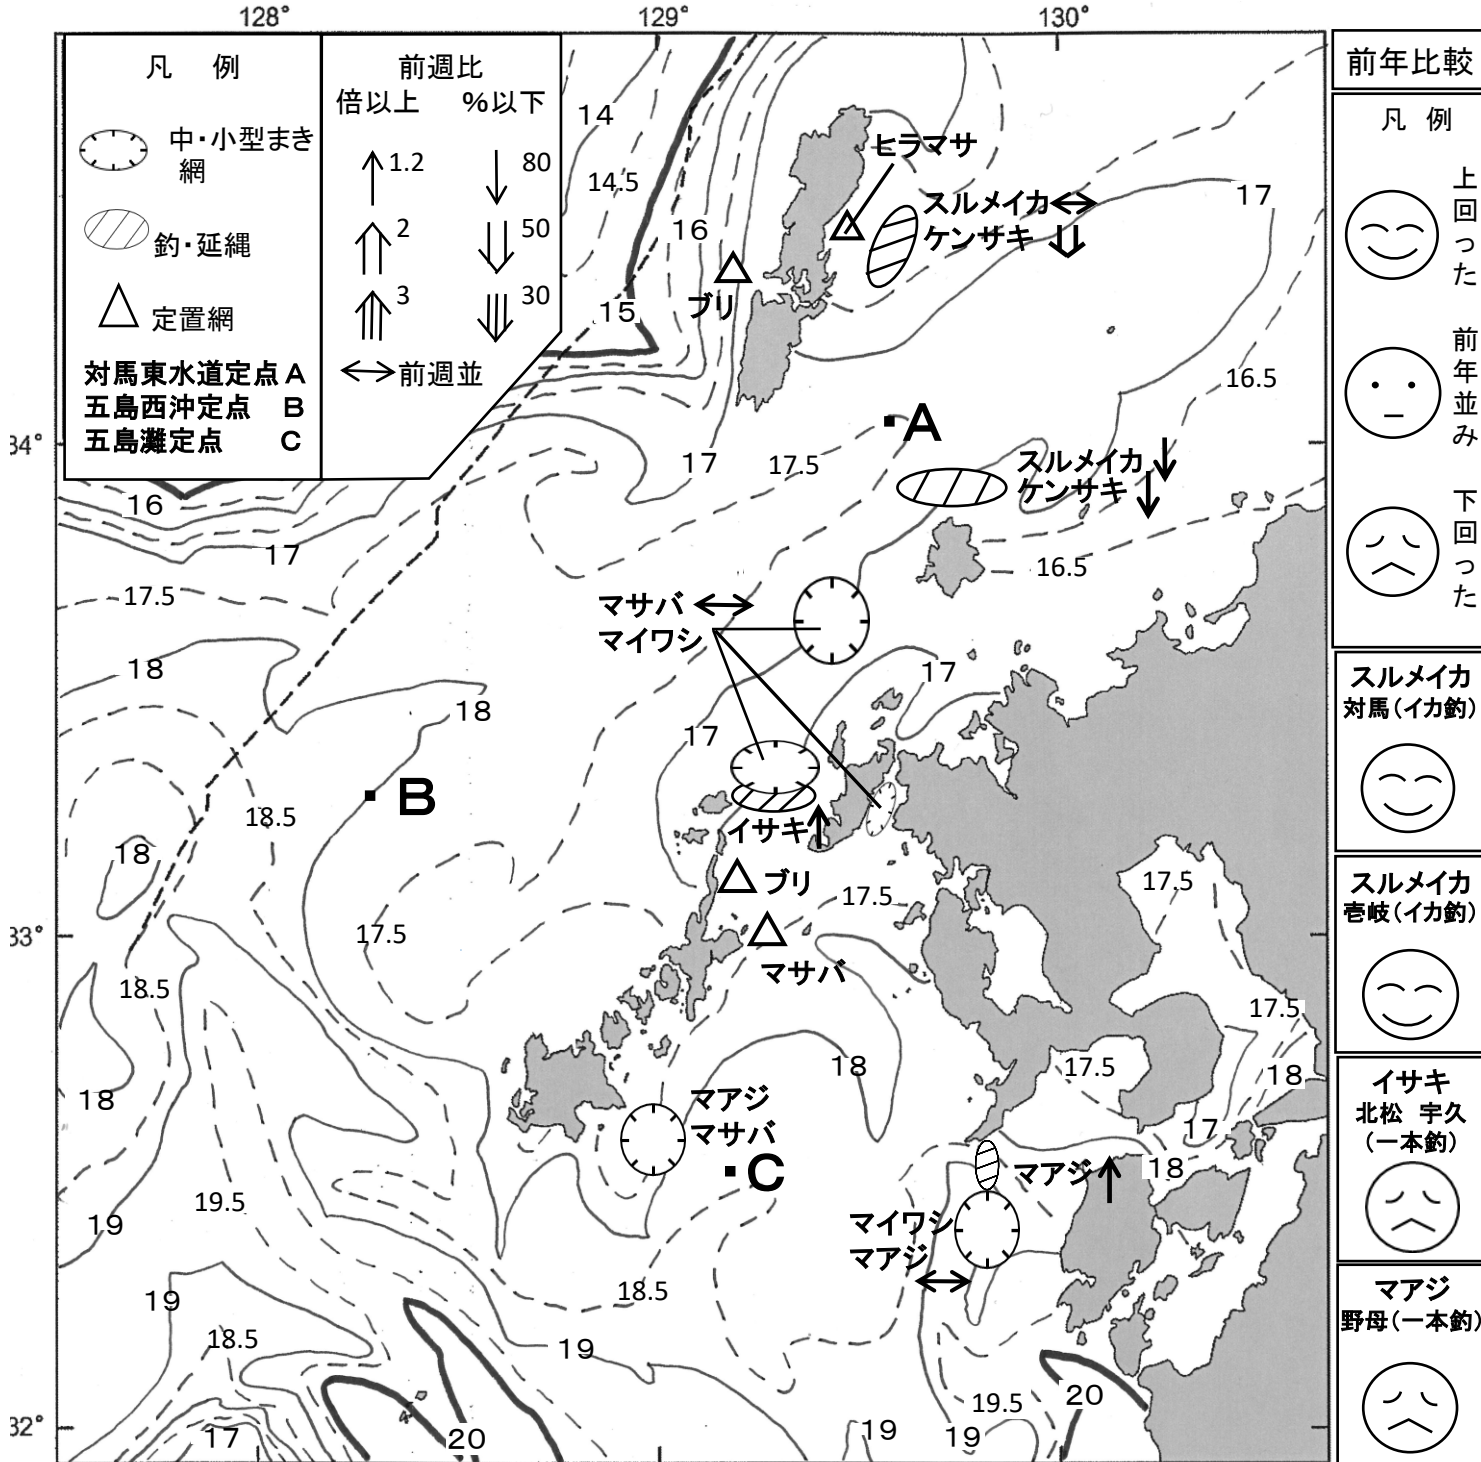 128°
129°
130°
34°
33°
32°
凡 例
中・小型まき
網
釣・延縄
定置網
対馬東水道定点 A
五島西沖定点 B
五島灘定点 C
前週比
倍以上 %以下
1.2 80
2 50
3 30
前週並
14
14.5
16
15
ヒラマサ
スルメイカ
ケンサキ
17
ブリ
16.5
A
16
17
17
17.5
スルメイカ
ケンサキ
17.5
16.5
マサバ
マイワシ
18
18
17
17
B
18.5
18
イサキ
ブリ
17.5
17.5
17.5
マサバ
18.5
17.5
18
17.5
18
18
マアジ
マサバ
17
C
マアジ
18
19.5
19
マイワシ
マアジ
19
18.5
18.5
19
19.5
20
17
20
19
19
前年比較
凡 例
上回った
前年並み
下回った
スルメイカ
対馬(イカ釣)
スルメイカ
壱岐(イカ釣)
イサキ
北松 宇久
(一本釣)
マアジ
野母(一本釣)